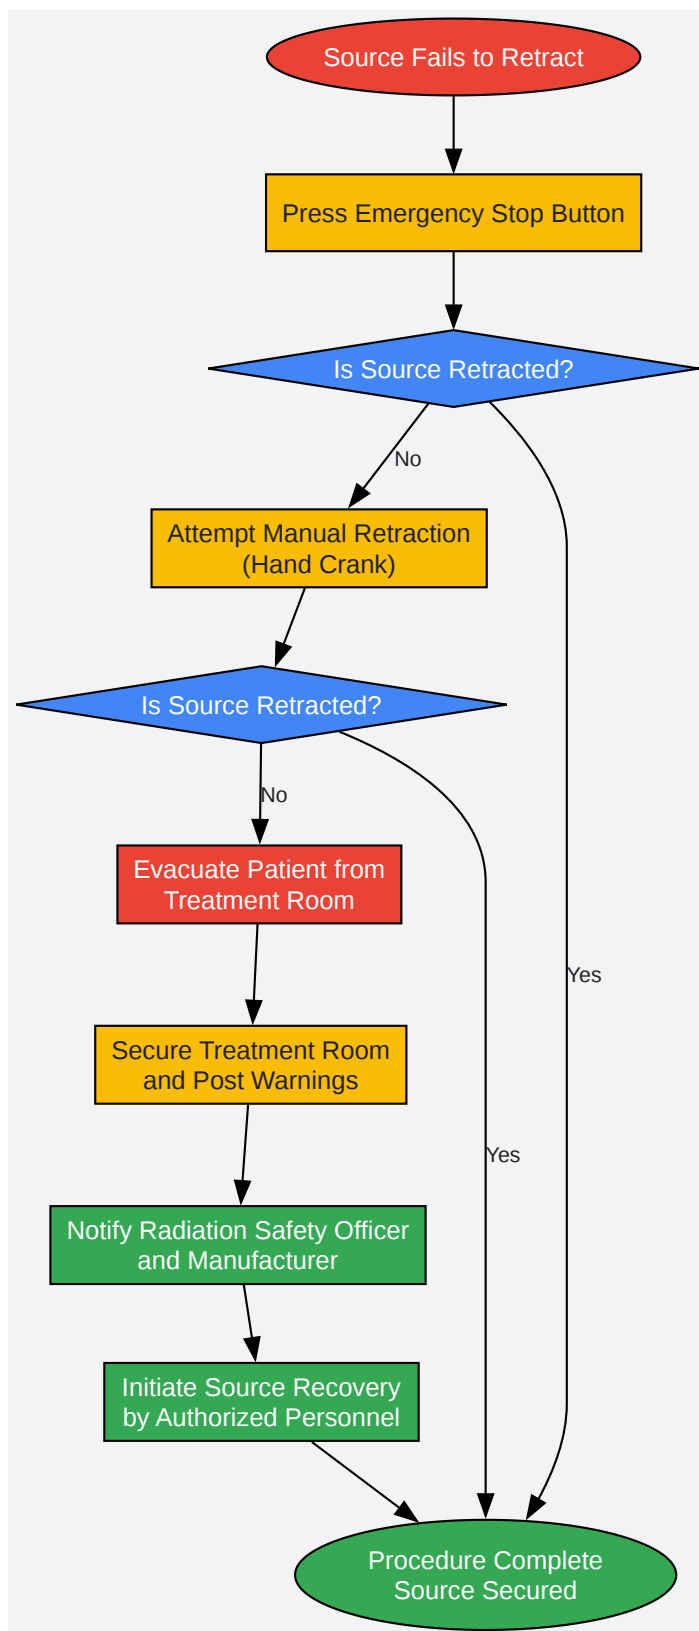 Source Fails to Retract
Press Emergency Stop Button
Is Source Retracted?
No
Attempt Manual Retraction
(Hand Crank)
Is Source Retracted?
No
Evacuate Patient from
Treatment Room
Yes
Secure Treatment Room
and Post Warnings
Yes
Notify Radiation Safety Officer
and Manufacturer
Initiate Source Recovery
by Authorized Personnel
Procedure Complete
Source Secured